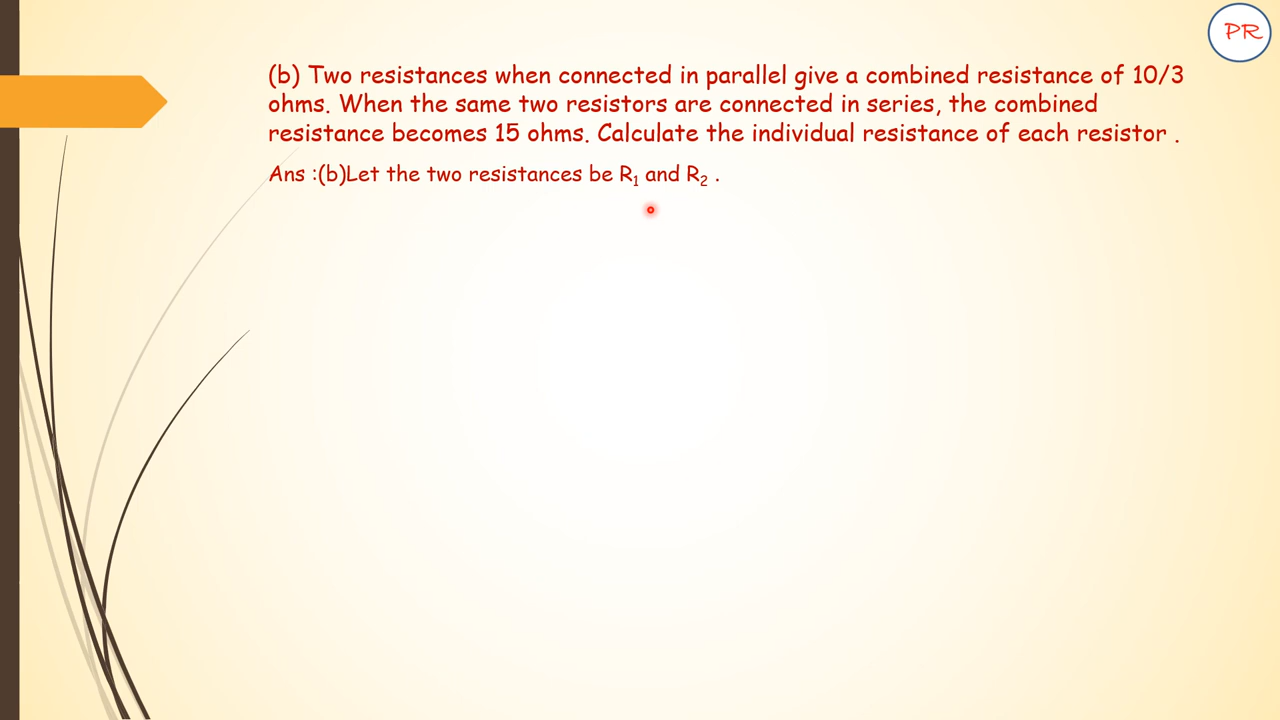 PR
(b) Two resistances when connected in parallel give a combined resistance of 10/3
ohms. When the same two resistors are connected in series, the combined
resistance becomes 15 ohms. Calculate the individual resistance of each resistor .
Ans :(b)Let the two resistances be R₁ and R₂ .